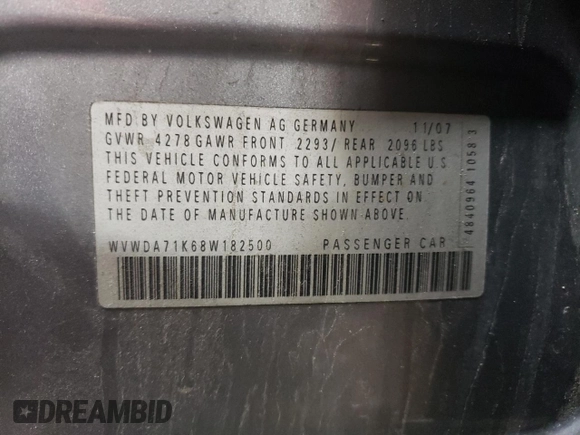 MFD BY VOLKSWAGEN AG GERMANY 11/07
GVWR 4278 GAWR FRONT 2293/ REAR 2096 LBS
THIS VEHICLE CONFORMS TO ALL APPLICABLE U.S
FEDERAL MOTOR VEHICLE SAFETY, BUMPER AND
THEFT PREVENTION STANDARDS IN EFFECT ON
THE DATE OF MANUFACTURE SHOWN ABOVE.
WVWDA71K68W182500 PASSENGER CAR
4840964 1058 3
DREAMBID